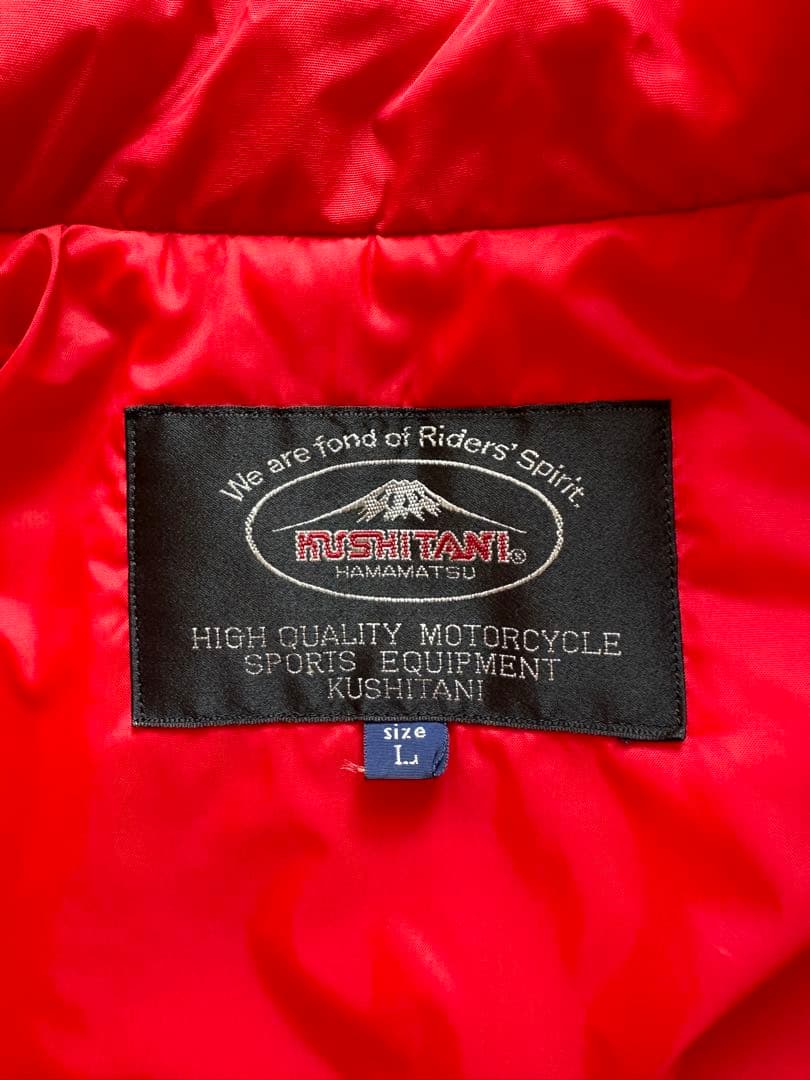 We are fond of Riders' Spirit.
KUSHITANI®
HAMAMATSU
HIGH QUALITY MOTORCYCLE
SPORTS EQUIPMENT
KUSHITANI
size
L